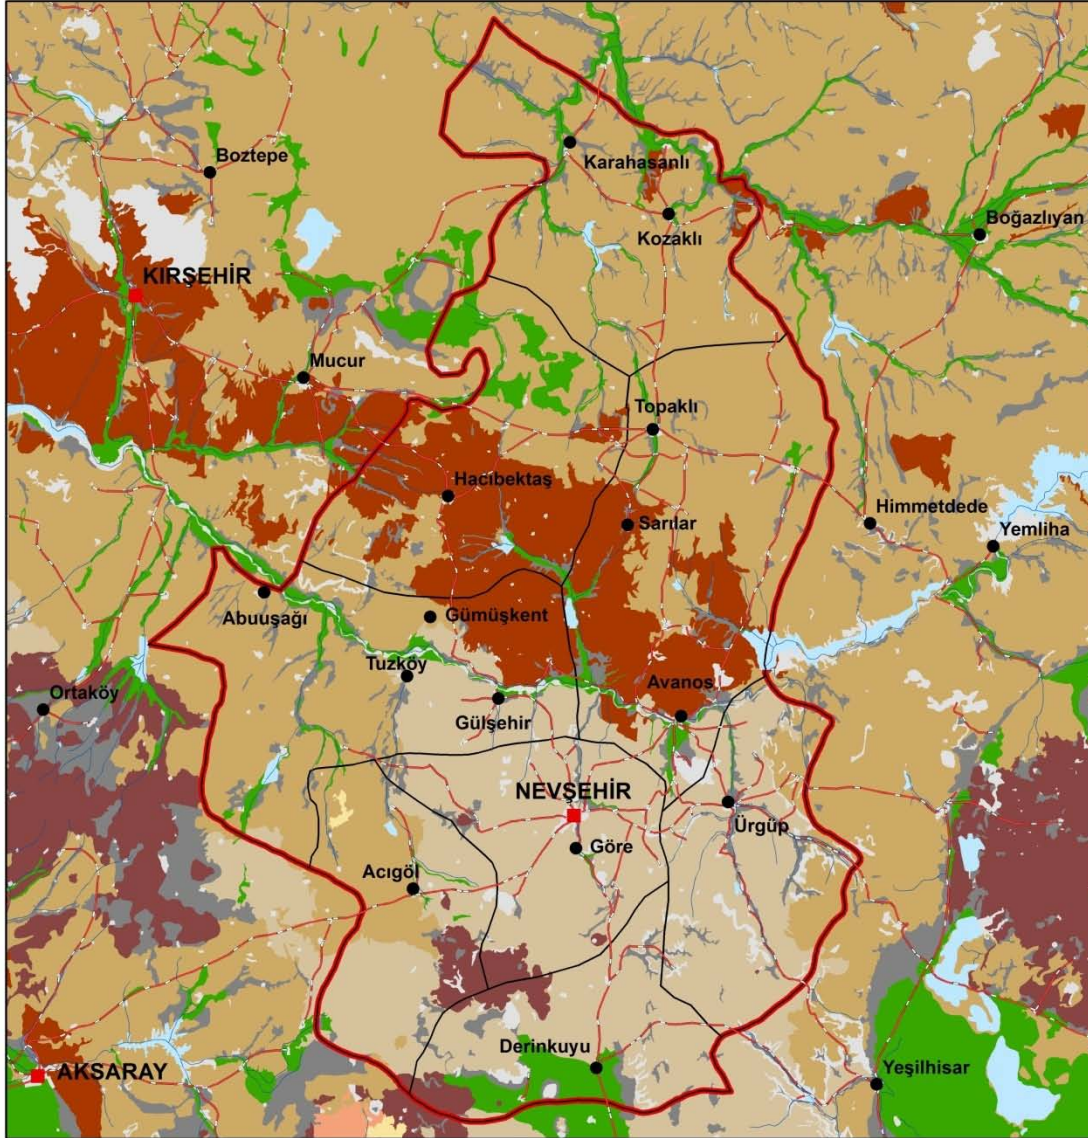 Karahasanlı
Boztepe
Kozaklı
Boğazlıyan
KIRŞEHİR
Mucur
Topaklı
Hacıbektaş
Himmetdede
Sarılar
Yemliha
Abuuşağı
Gümüşkent
Tuzköy
Ortaköy
Avanos
Gülşehir
NEVŞEHİR
Ürgüp
Göre
Acıgöl
Derinkuyu
AKSARAY
Yeşilhisar